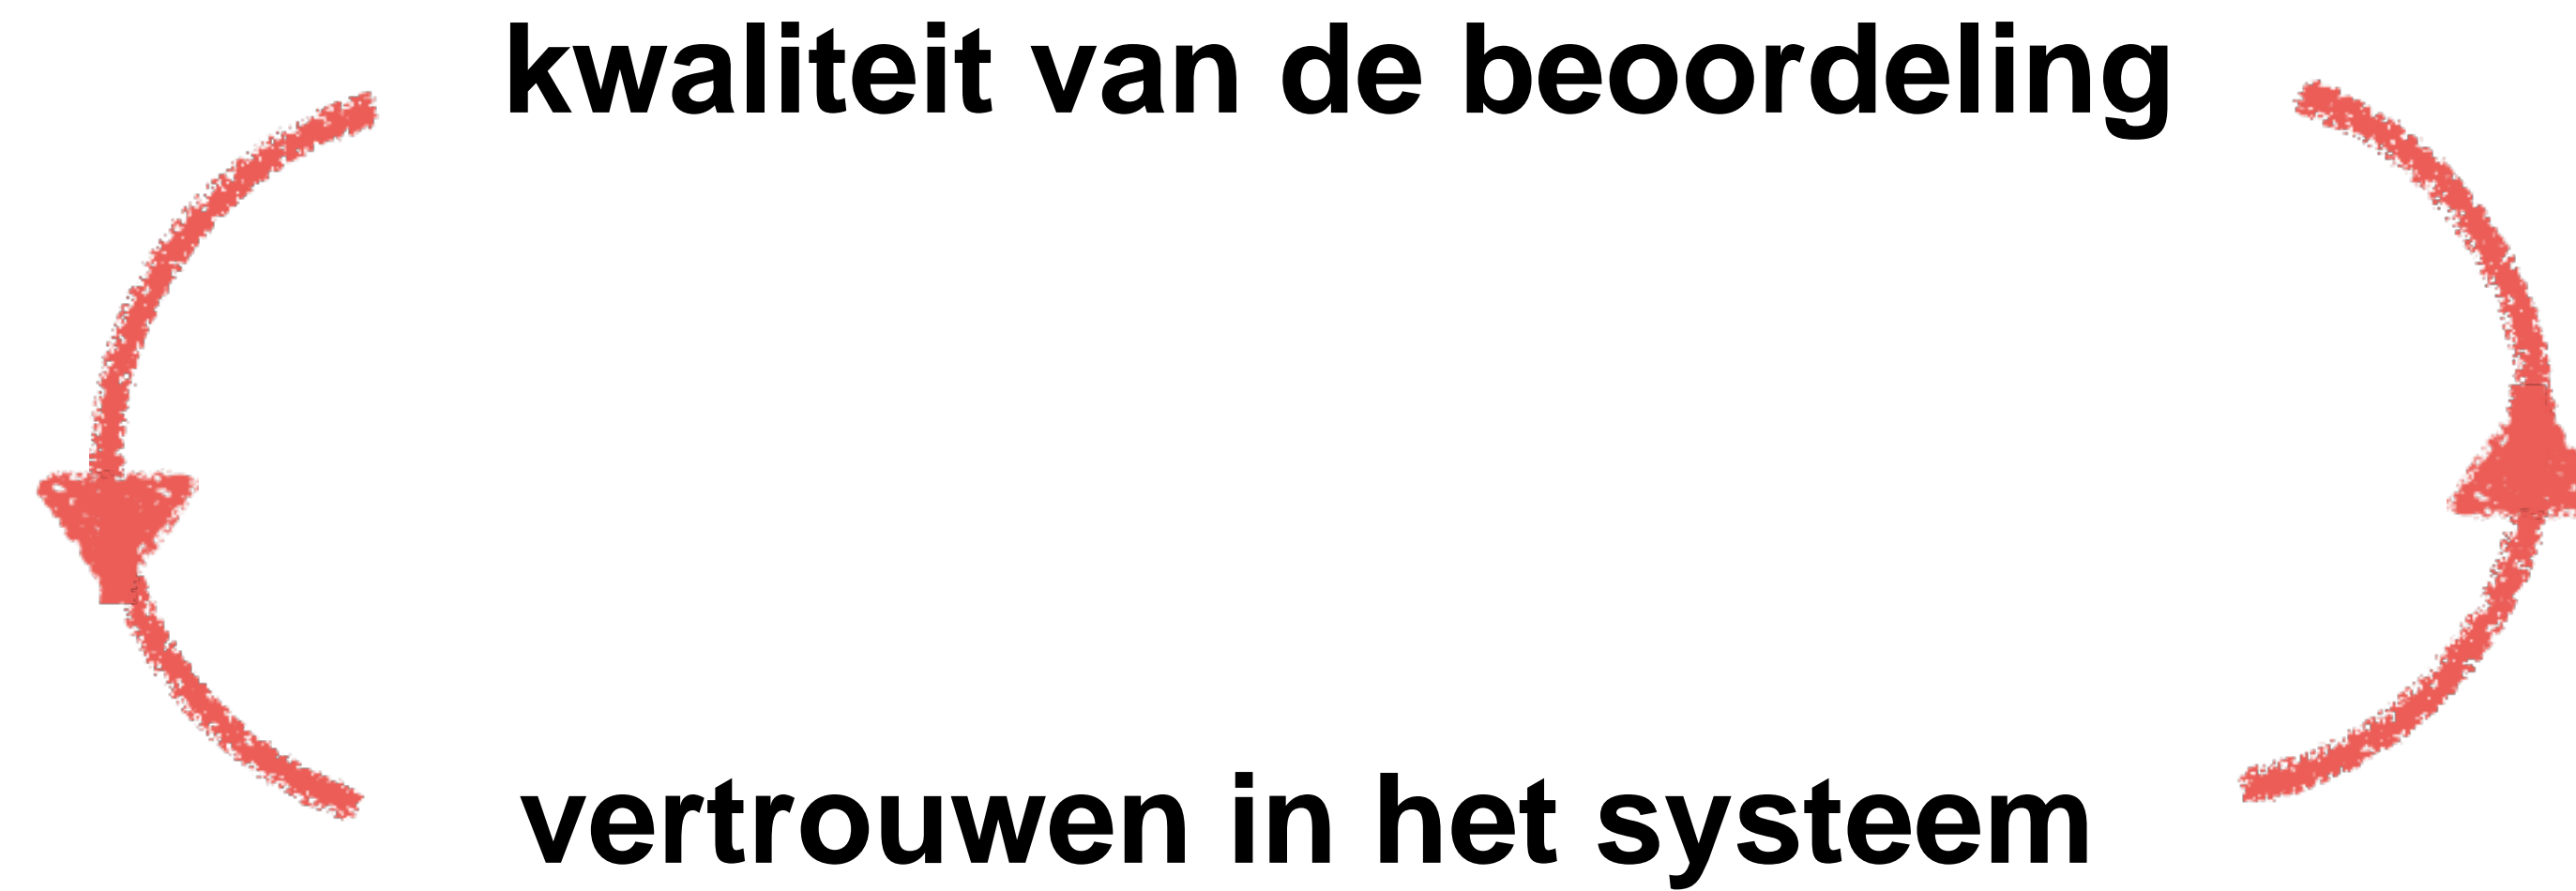 kwaliteit van de beoordeling
vertrouwen in het systeem